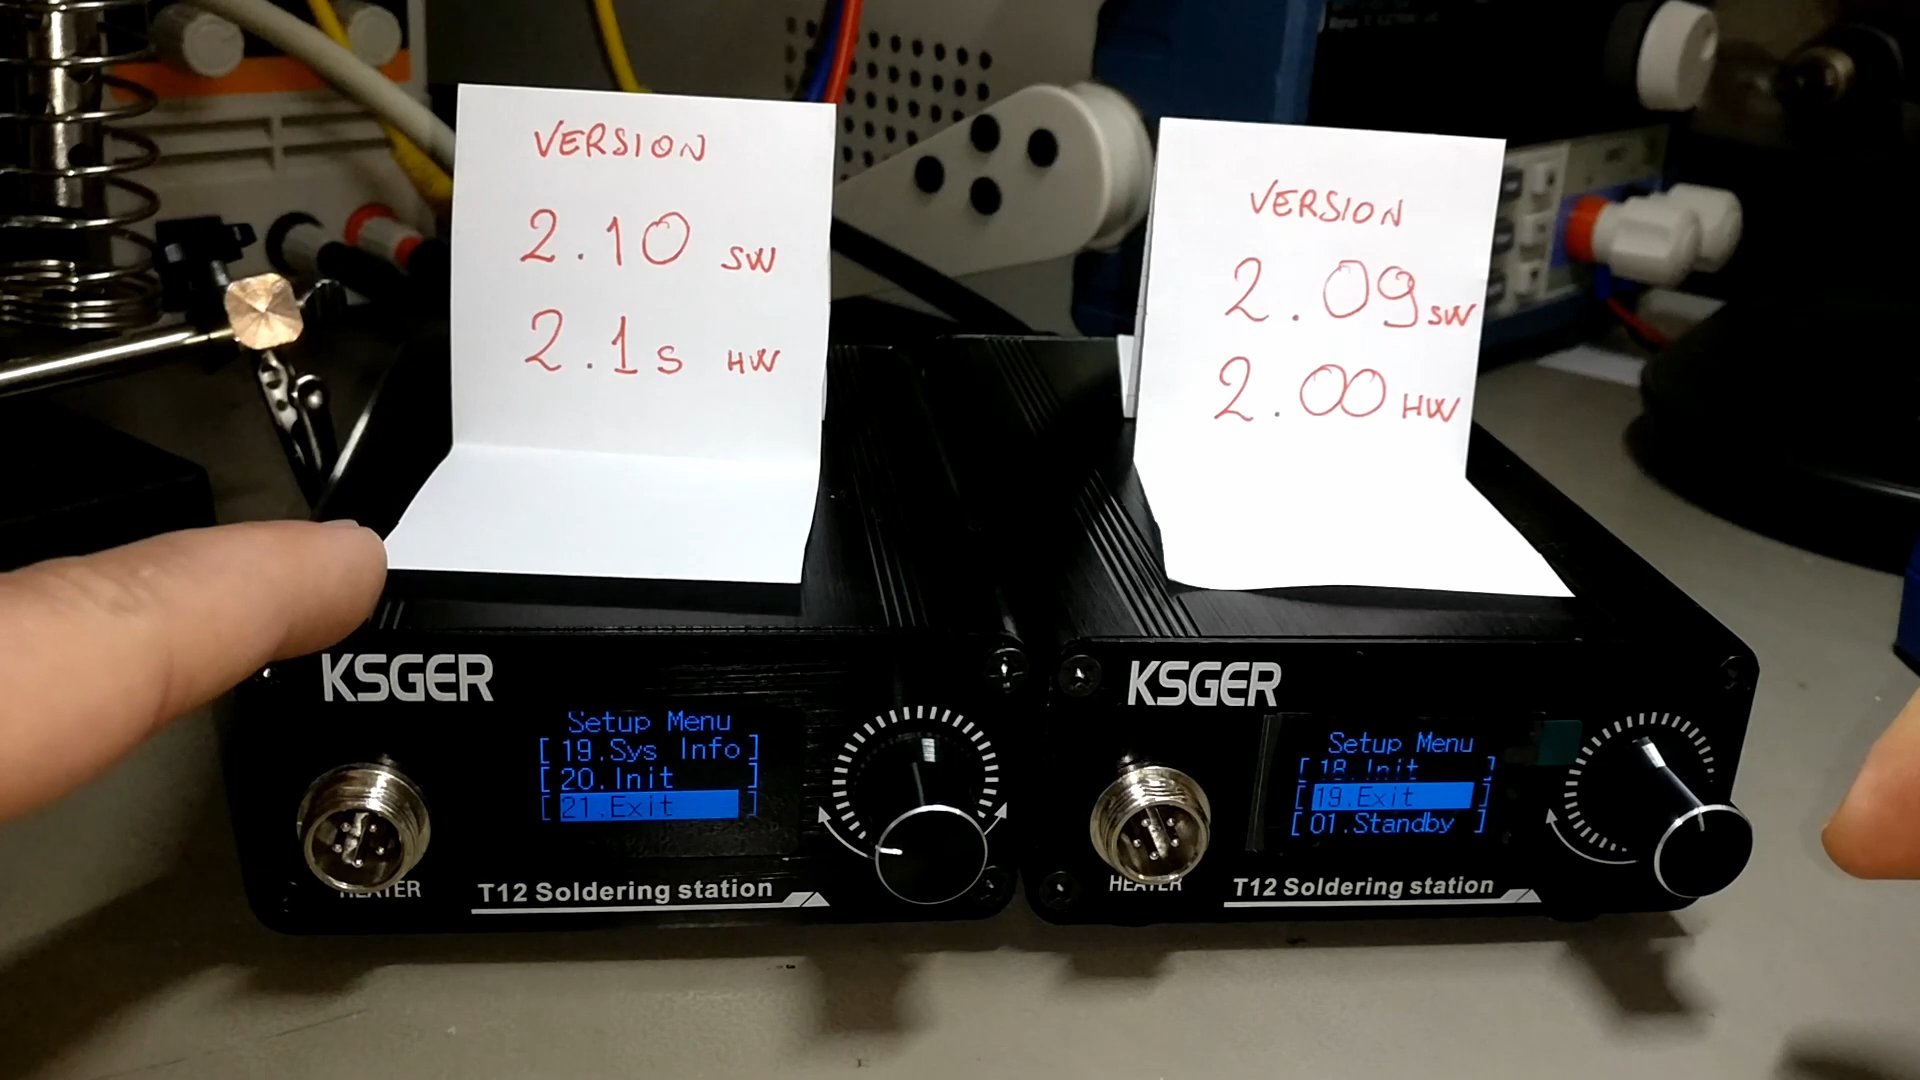 VERSION
2.10 SW
2.1s HW
VERSION
2.09 SW
2.00 HW
KSGER
Setup Menu
[19.Sys Info]
[20.Init ]
[21.Exit ]
HEATER
T12 Soldering station
KSGER
Setup Menu
[18.Init ]
[19.Exit ]
[01.Standby ]
HEATER
T12 Soldering station